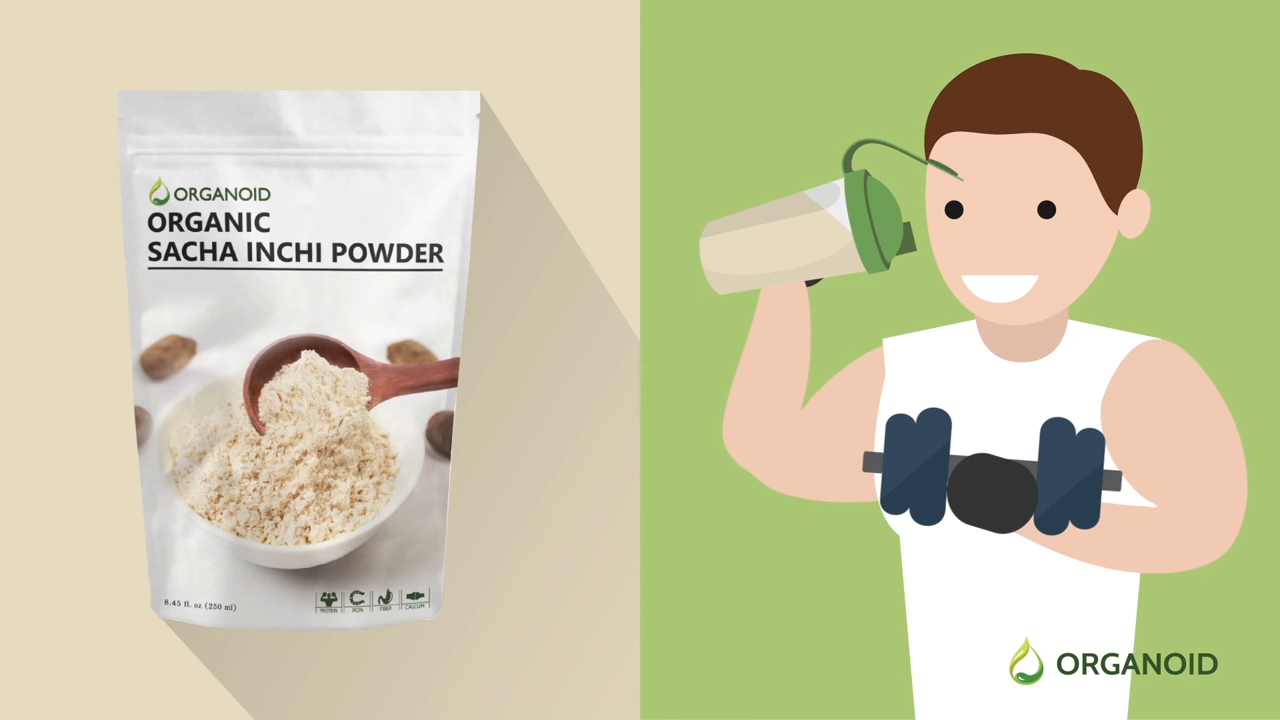 ORGANOID
ORGANIC
SACHA INCHI POWDER
8.45 fl. oz (250 ml)
PROTEIN IRON FIBER CALCIUM
ORGANOID